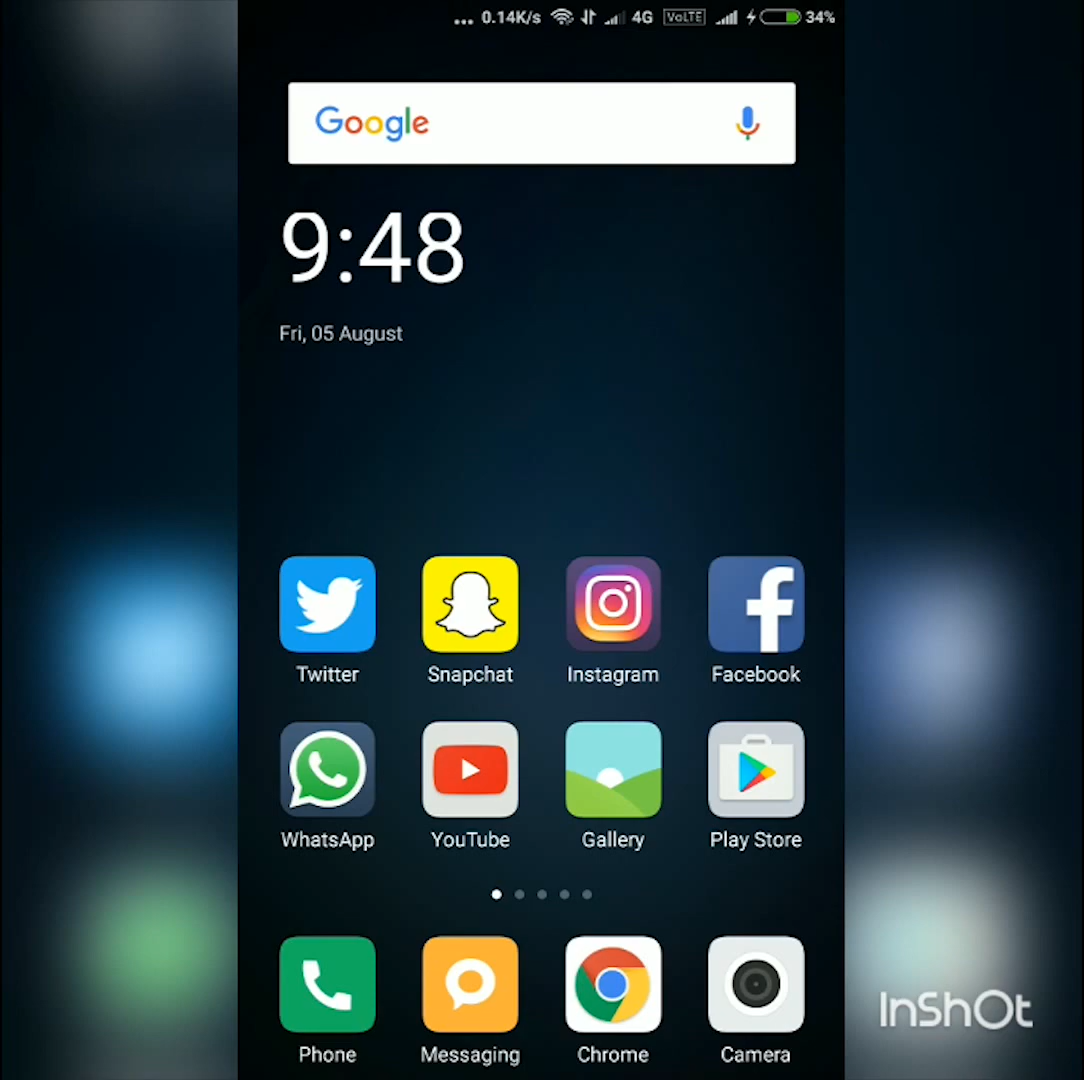 ... 0.14K/s 4G VoLTE 34%
Google
9:48
Fri, 05 August
Twitter Snapchat Instagram Facebook
WhatsApp YouTube Gallery Play Store
Phone Messaging Chrome Camera
InShOt